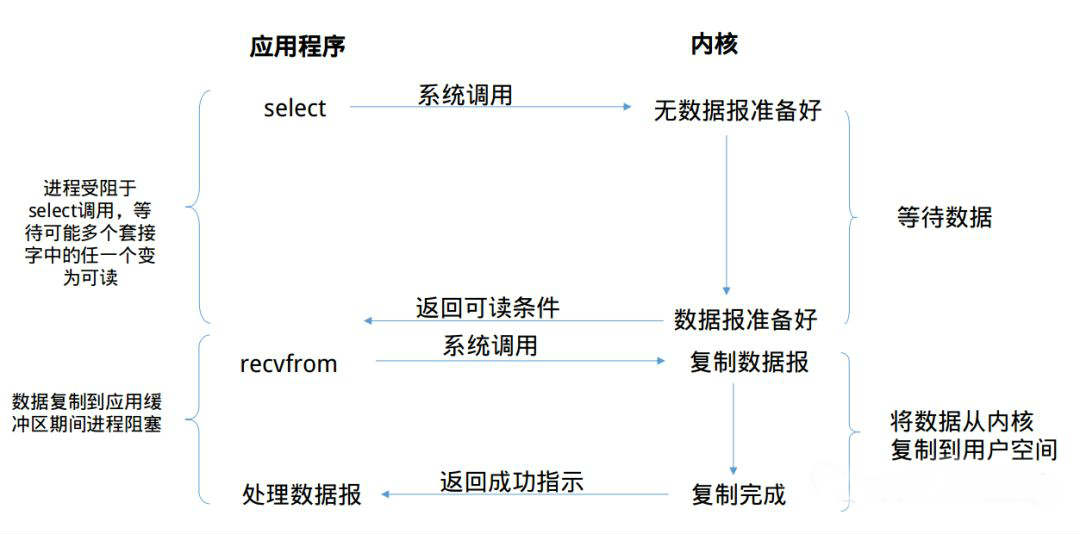 应用程序
内核
select
系统调用
无数据报准备好
进程受阻于
select调用，等
待可能多个套接
字中的任一个变
为可读
等待数据
返回可读条件
数据报准备好
recvfrom
系统调用
复制数据报
数据复制到应用缓
冲区期间进程阻塞
将数据从内核
复制到用户空间
处理数据报
返回成功指示
复制完成